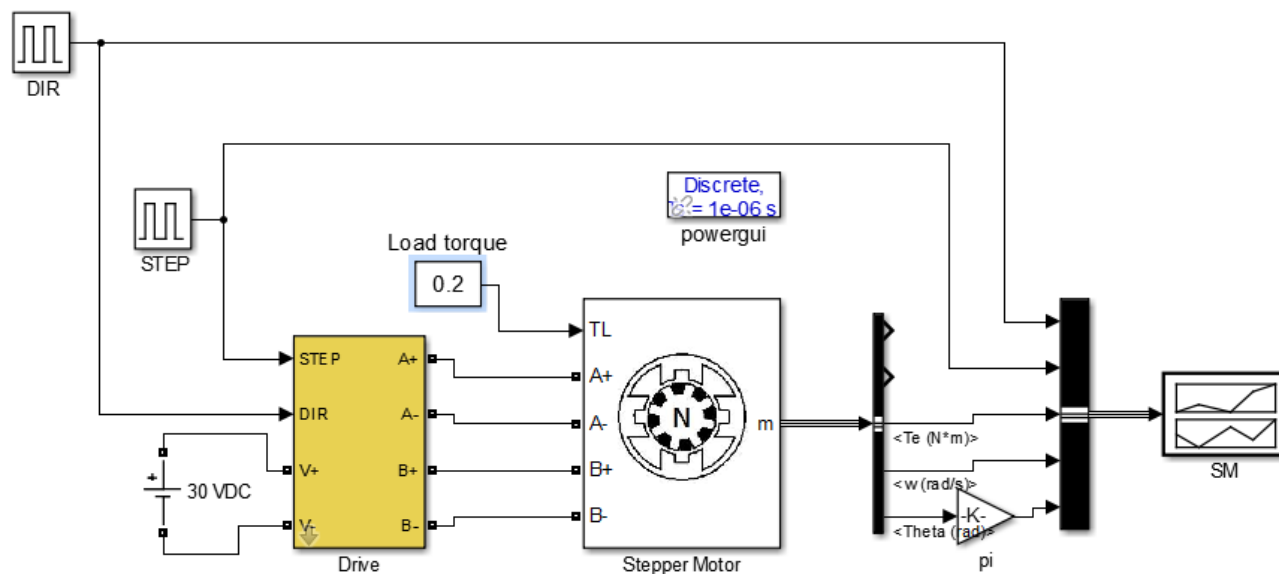 DIR
STEP
Discrete,
= 1e-06 s
powergui
Load torque
0.2
STEP
DIR
V+
V-
A+
A-
B+
B-
30 VDC
Drive
TL
A+
A-
B+
B-
N
m
Stepper Motor
<Te (N*m)>
<w (rad/s)>
<Theta (rad)>
-K-
pi
SM